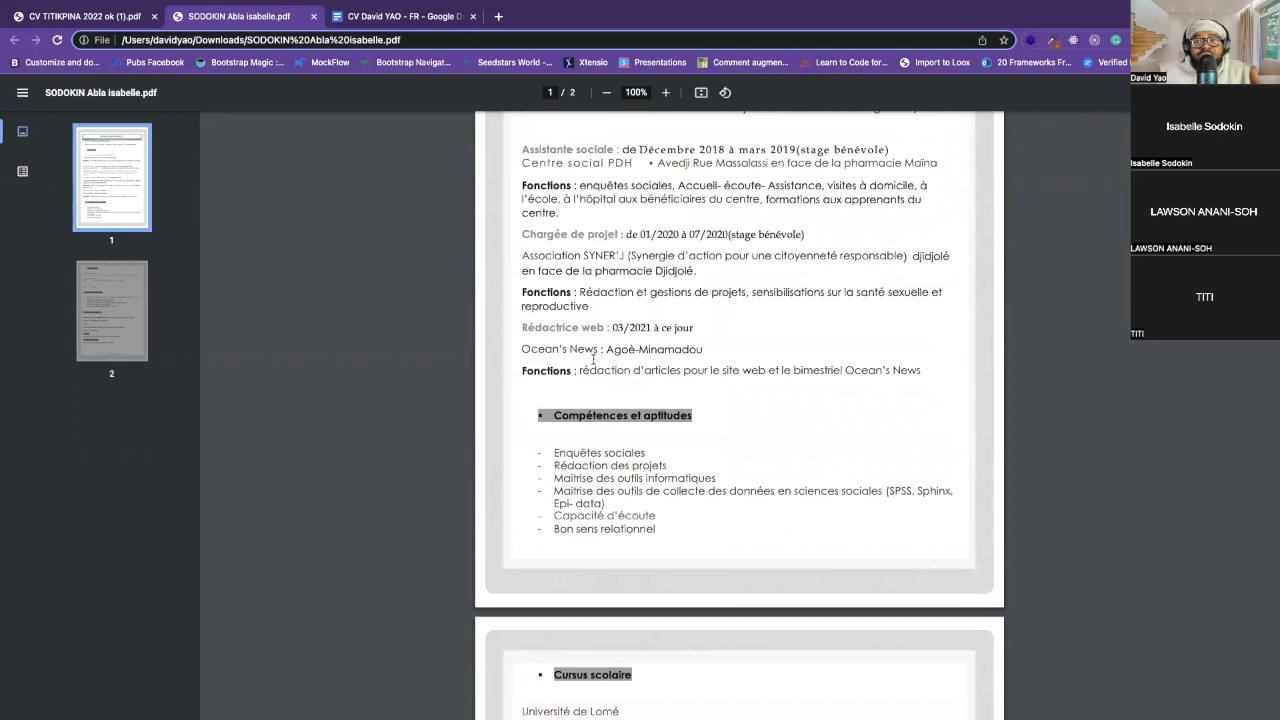 CV TITIKPINA 2022 ok (1).pdf
SODOKIN Abla isabelle.pdf
CV David YAO - FR - Google D
File
/Users/davidyao/Downloads/SODOKIN%20Abla%20isabelle.pdf
Customize and do...
Pubs Facebook
Bootstrap Magic :...
MockFlow
Bootstrap Navigat...
Seedstars World -...
Xtensio
Presentations
Comment augmen...
Learn to Code for...
Import to Loox
20 Frameworks Fr...
Verified
SODOKIN Abla isabelle.pdf
1 / 2
100%
1
2
Assistante sociale : de Décembre 2018 à mars 2019(stage bénévole)
Centre social PDH • Avedji Rue Massalassi en face de la pharmacie Maïna
Fonctions : enquêtes sociales, Accueil-écoute- Assistance, visites à domicile, à
l'école, à l'hôpital aux bénéficiaire du centre, formations aux apprenants du
centre.
Chargée de projet : de 01/2020 à 07/2020(stage bénévole)
Association SYNER'J (Synergie d'action pour une citoyenneté responsable) djidjolé
en face de la pharmacie Djidjolé.
Fonctions : Rédaction et gestions de projets, sensibilisations sur la santé sexuelle et
reproductive
Rédactrice web : 03/2021 à ce jour
Ocean's News : Agoè-Minamadou
Fonctions : rédaction d'articles pour le site web et le bimestriel Ocean's News
▪ Compétences et aptitudes
- Enquêtes sociales
- Rédaction des projets
- Maitrise des outils informatiques
- Maitrise des outils de collecte des données en sciences sociales (SPSS, Sphinx,
Epi- data)
- Capacité d'écoute
- Bon sens relationnel
▪ Cursus scolaire
Université de Lomé
David Yao
Isabelle Sodokin
Isabelle Sodokin
LAWSON ANANI-SOH
LAWSON ANANI-SOH
TITI
TITI